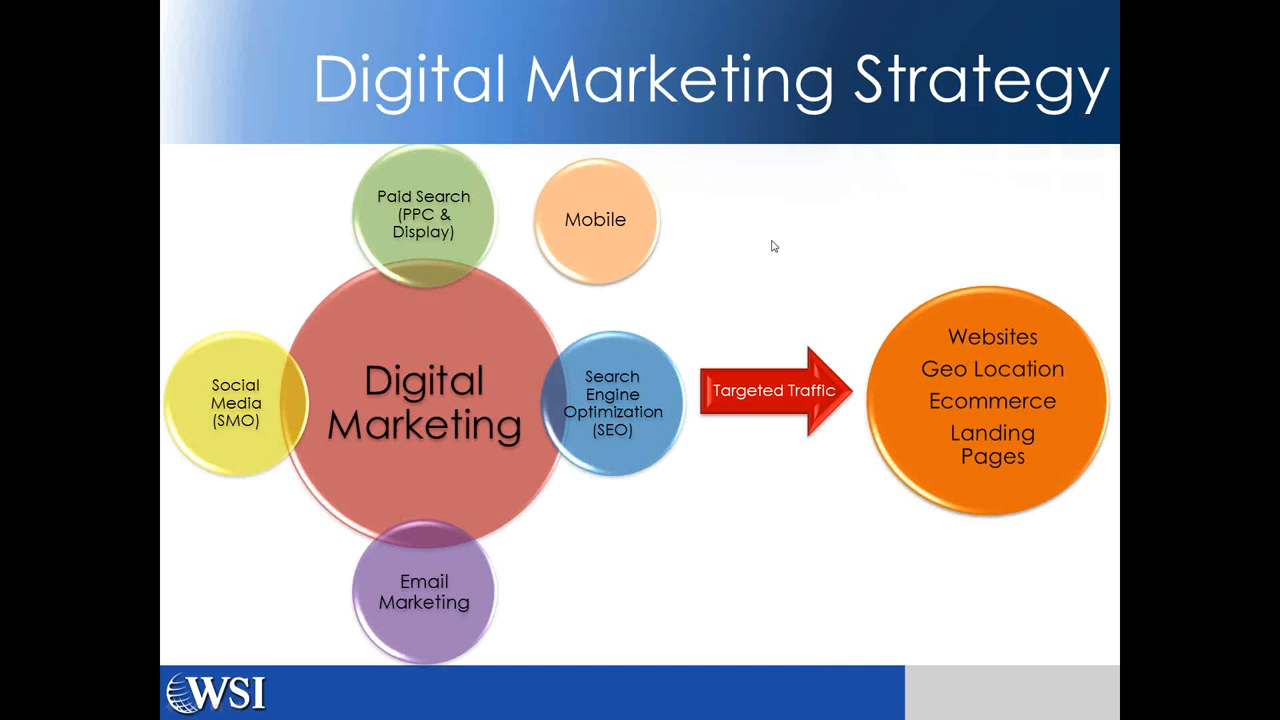 Digital Marketing Strategy
Paid Search
(PPC &
Display)
Mobile
Digital
Marketing
Social
Media
(SMO)
Search
Engine
Optimization
(SEO)
Targeted Traffic
Websites
Geo Location
Ecommerce
Landing
Pages
Email
Marketing
WSI